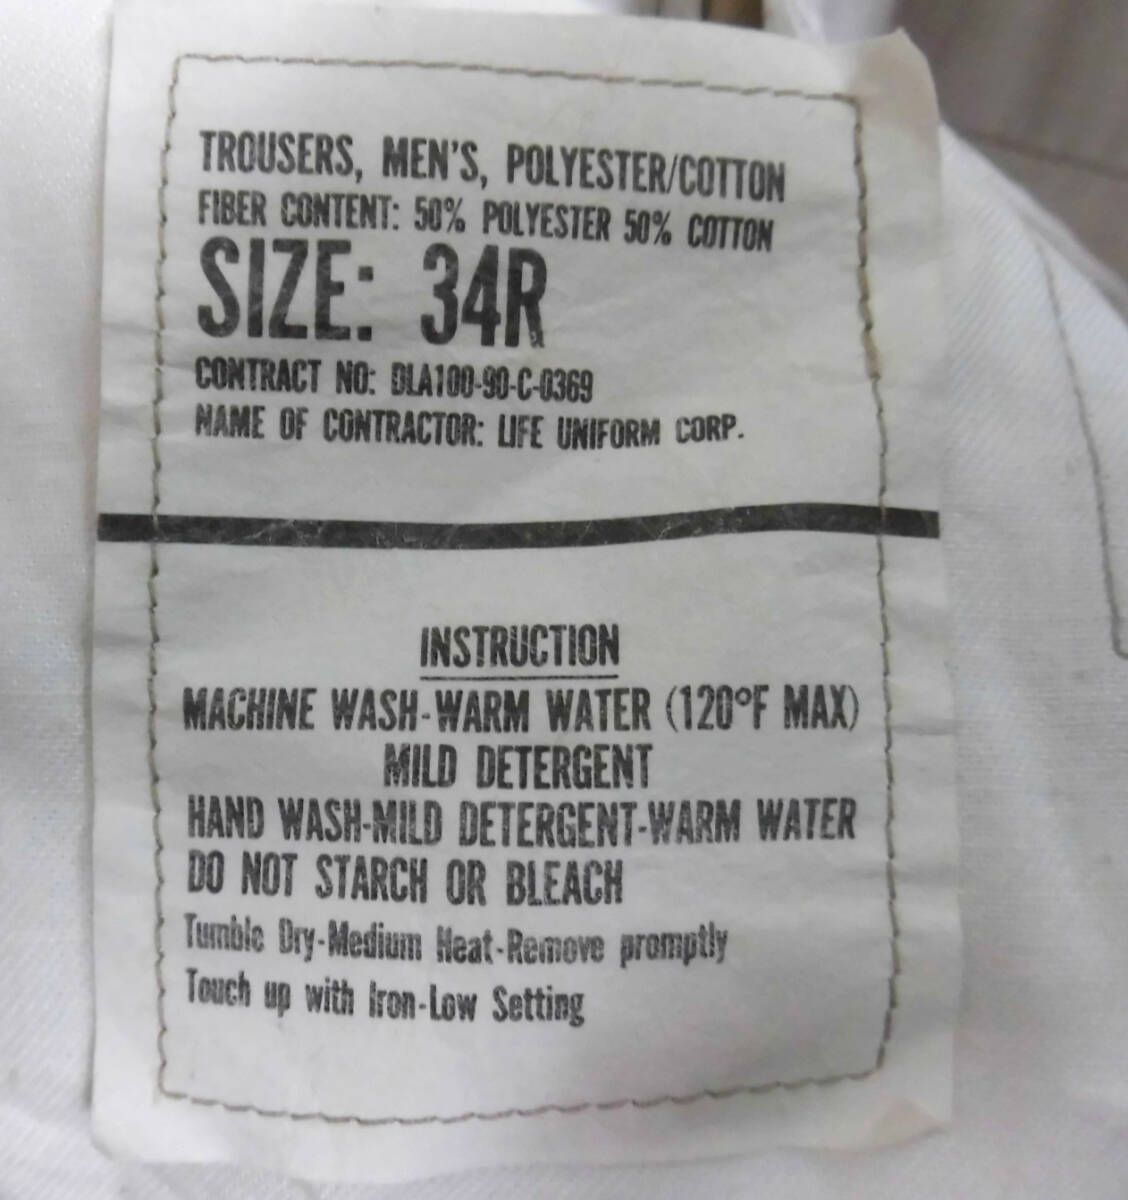 TROUSERS, MEN'S, POLYESTER/COTTON
FIBER CONTENT: 50% POLYESTER 50% COTTON
SIZE: 34R
CONTRACT NO: DLA100-90-C-0369
NAME OF CONTRACTOR: LIFE UNIFORM CORP.
INSTRUCTION
MACHINE WASH-WARM WATER (120°F MAX)
MILD DETERGENT
HAND WASH-MILD DETERGENT-WARM WATER
DO NOT STARCH OR BLEACH
Tumble Dry-Medium Heat-Remove promptly
Touch up with Iron-Low Setting